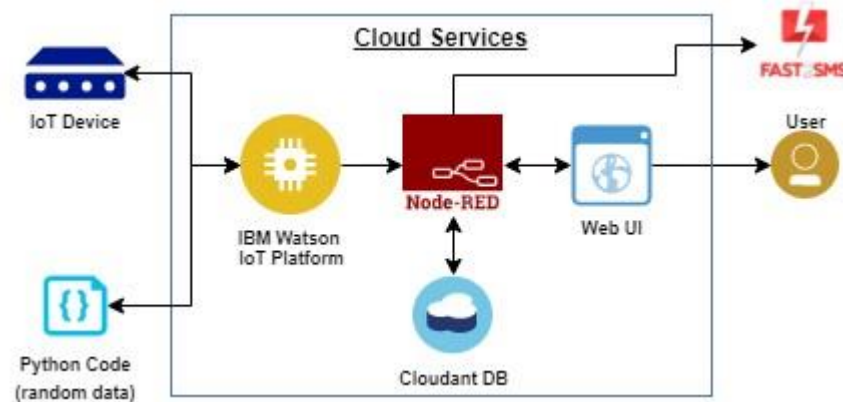 Cloud Services
FAST2SMS
IoT Device
User
Node-RED
IBM Watson
IoT Platform
Web UI
{}
Python Code
(random data)
Cloudant DB